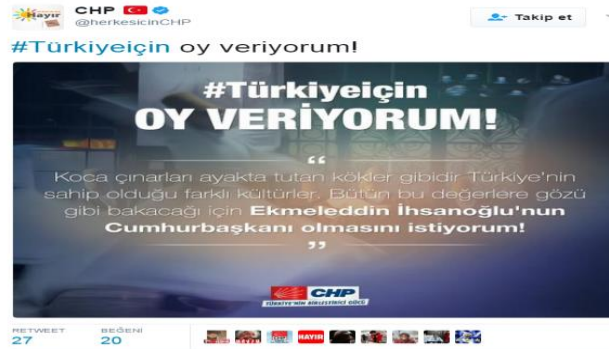 Hayır
CHP
@herkesicinCHP
Takip et
#Türkiyeiçin oy veriyorum!
#Türkiyeiçin
OY VERİYORUM!
“
Koca çınarları ayakta tutan kökler gibidir Türkiye'nin
sahip olduğu farklı kültürler. Bütün bu değerlere gözü
gibi bakacağı için Ekmeleddin İhsanoğlu'nun
Cumhurbaşkanı olmasını istiyorum!
”
CHP
TÜRKİYE'NİN BİRLEŞTİRİCİ GÜCÜ
RETWEET
BEĞENİ
27
20
HAYIR